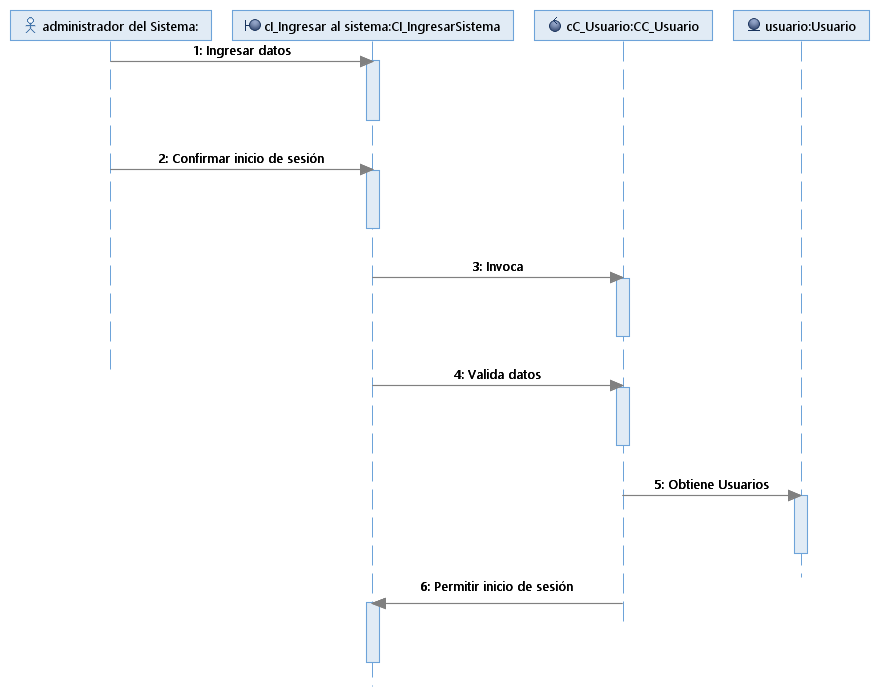 administrador del Sistema:
cI_Ingresar al sistema:CI_IngresarSistema
cC_Usuario:CC_Usuario
usuario:Usuario
1: Ingresar datos
2: Confirmar inicio de sesión
3: Invoca
4: Valida datos
5: Obtiene Usuarios
6: Permitir inicio de sesión